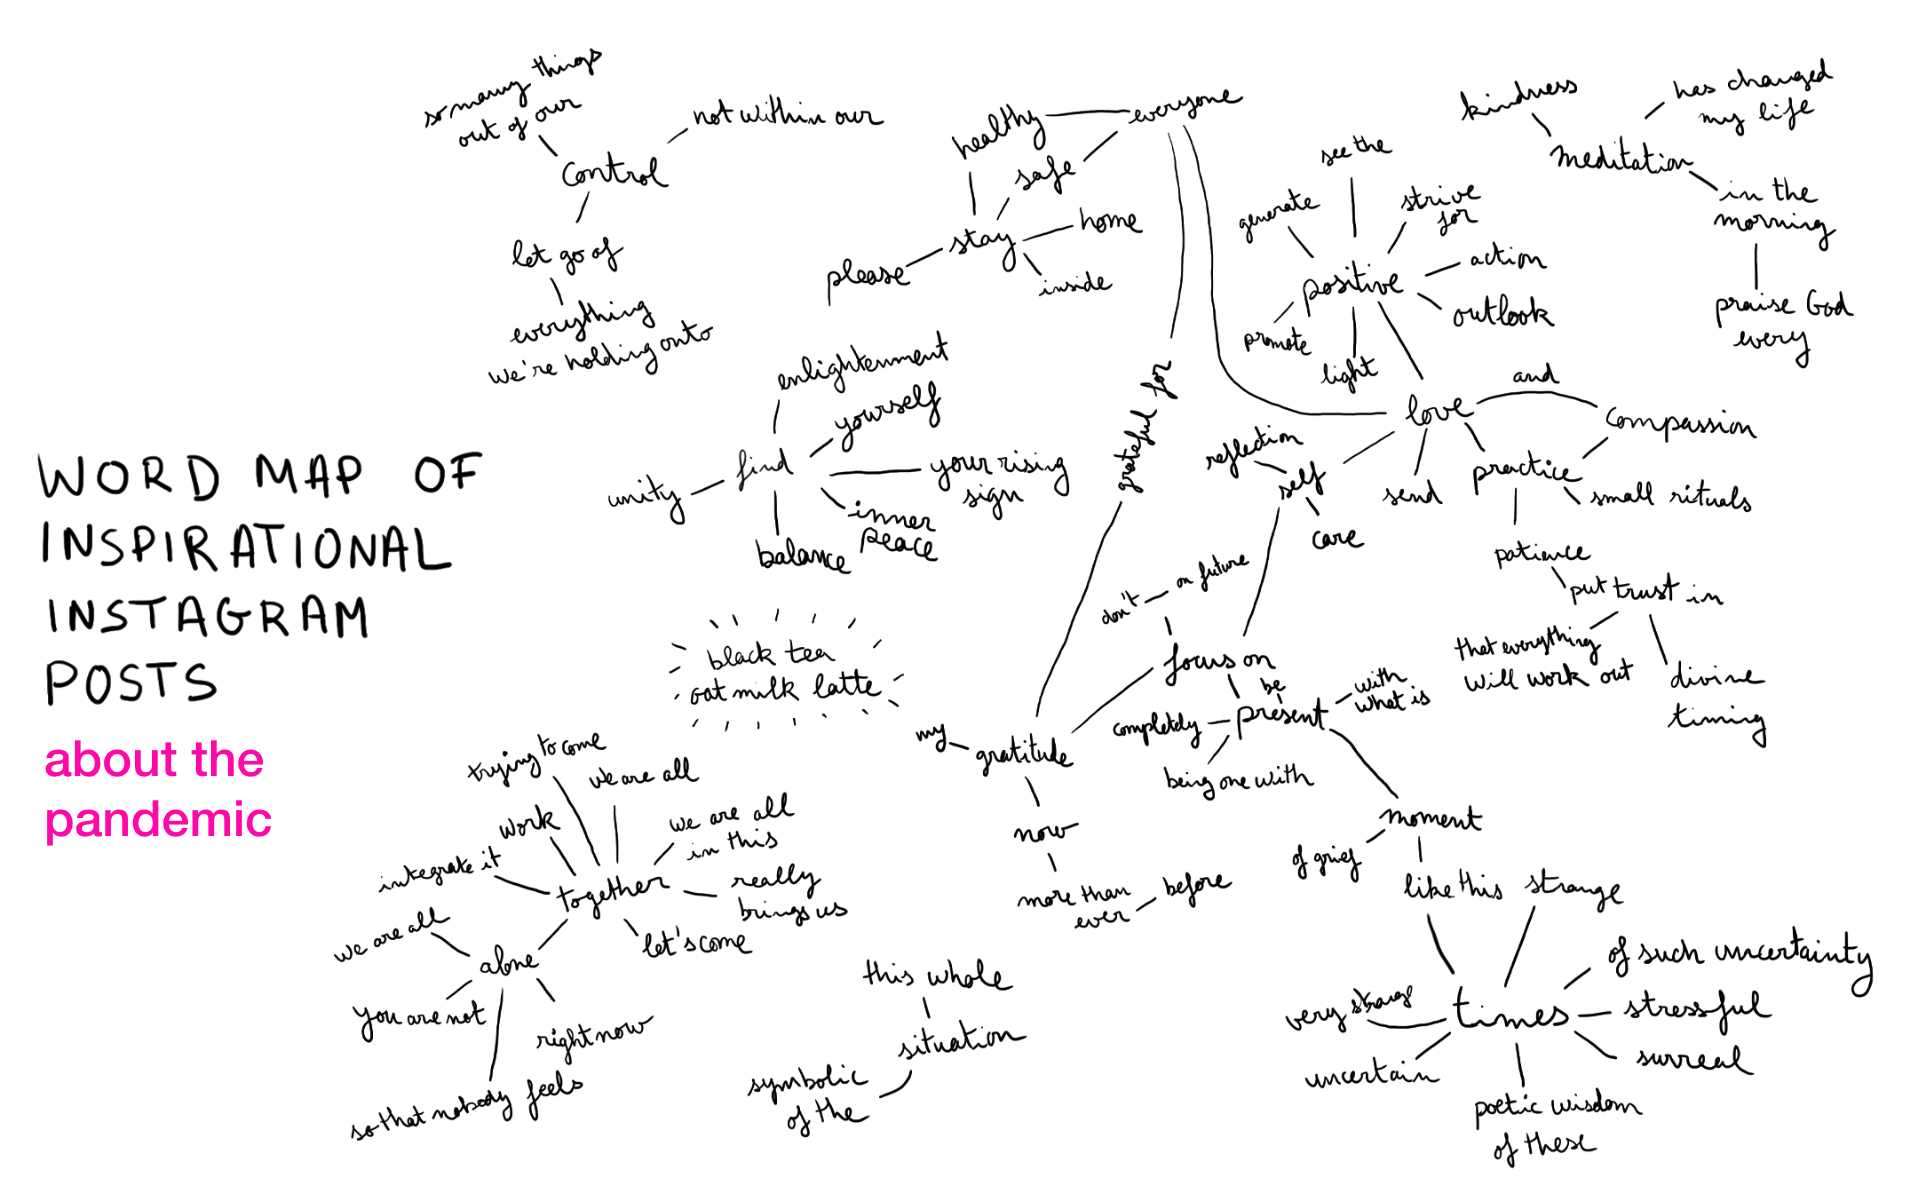 WORD MAP OF
INSPIRATIONAL
INSTAGRAM
POSTS
about the
pandemic
so many things
out of our
control
not within our
let go of
everything
we're holding onto
healthy
everyone
safe
stay
home
inside
please
grateful for
see the
generate
strive
for
action
positive
outlook
promote
light
kindness
has changed
my life
meditation
in the
morning
praise God
every
love
and
compassion
practice
small rituals
send
reflection
self
care
patience
put trust in
that everything
will work out
divine
timing
enlightenment
yourself
find
your rising
sign
unity
inner
peace
balance
black tea
oat milk latte
don't
on future
focus on
be
present
with
what is
completely
being one with
my
gratitude
now
more than
ever
before
moment
of grief
like this
strange
times
of such uncertainty
stressful
surreal
very strange
uncertain
poetic wisdom
of these
trying to come
we are all
work
we are all
in this
integrate it
together
really
brings us
let's come
we are all
alone
you are not
right now
so that nobody feels
this whole
situation
symbolic
of the